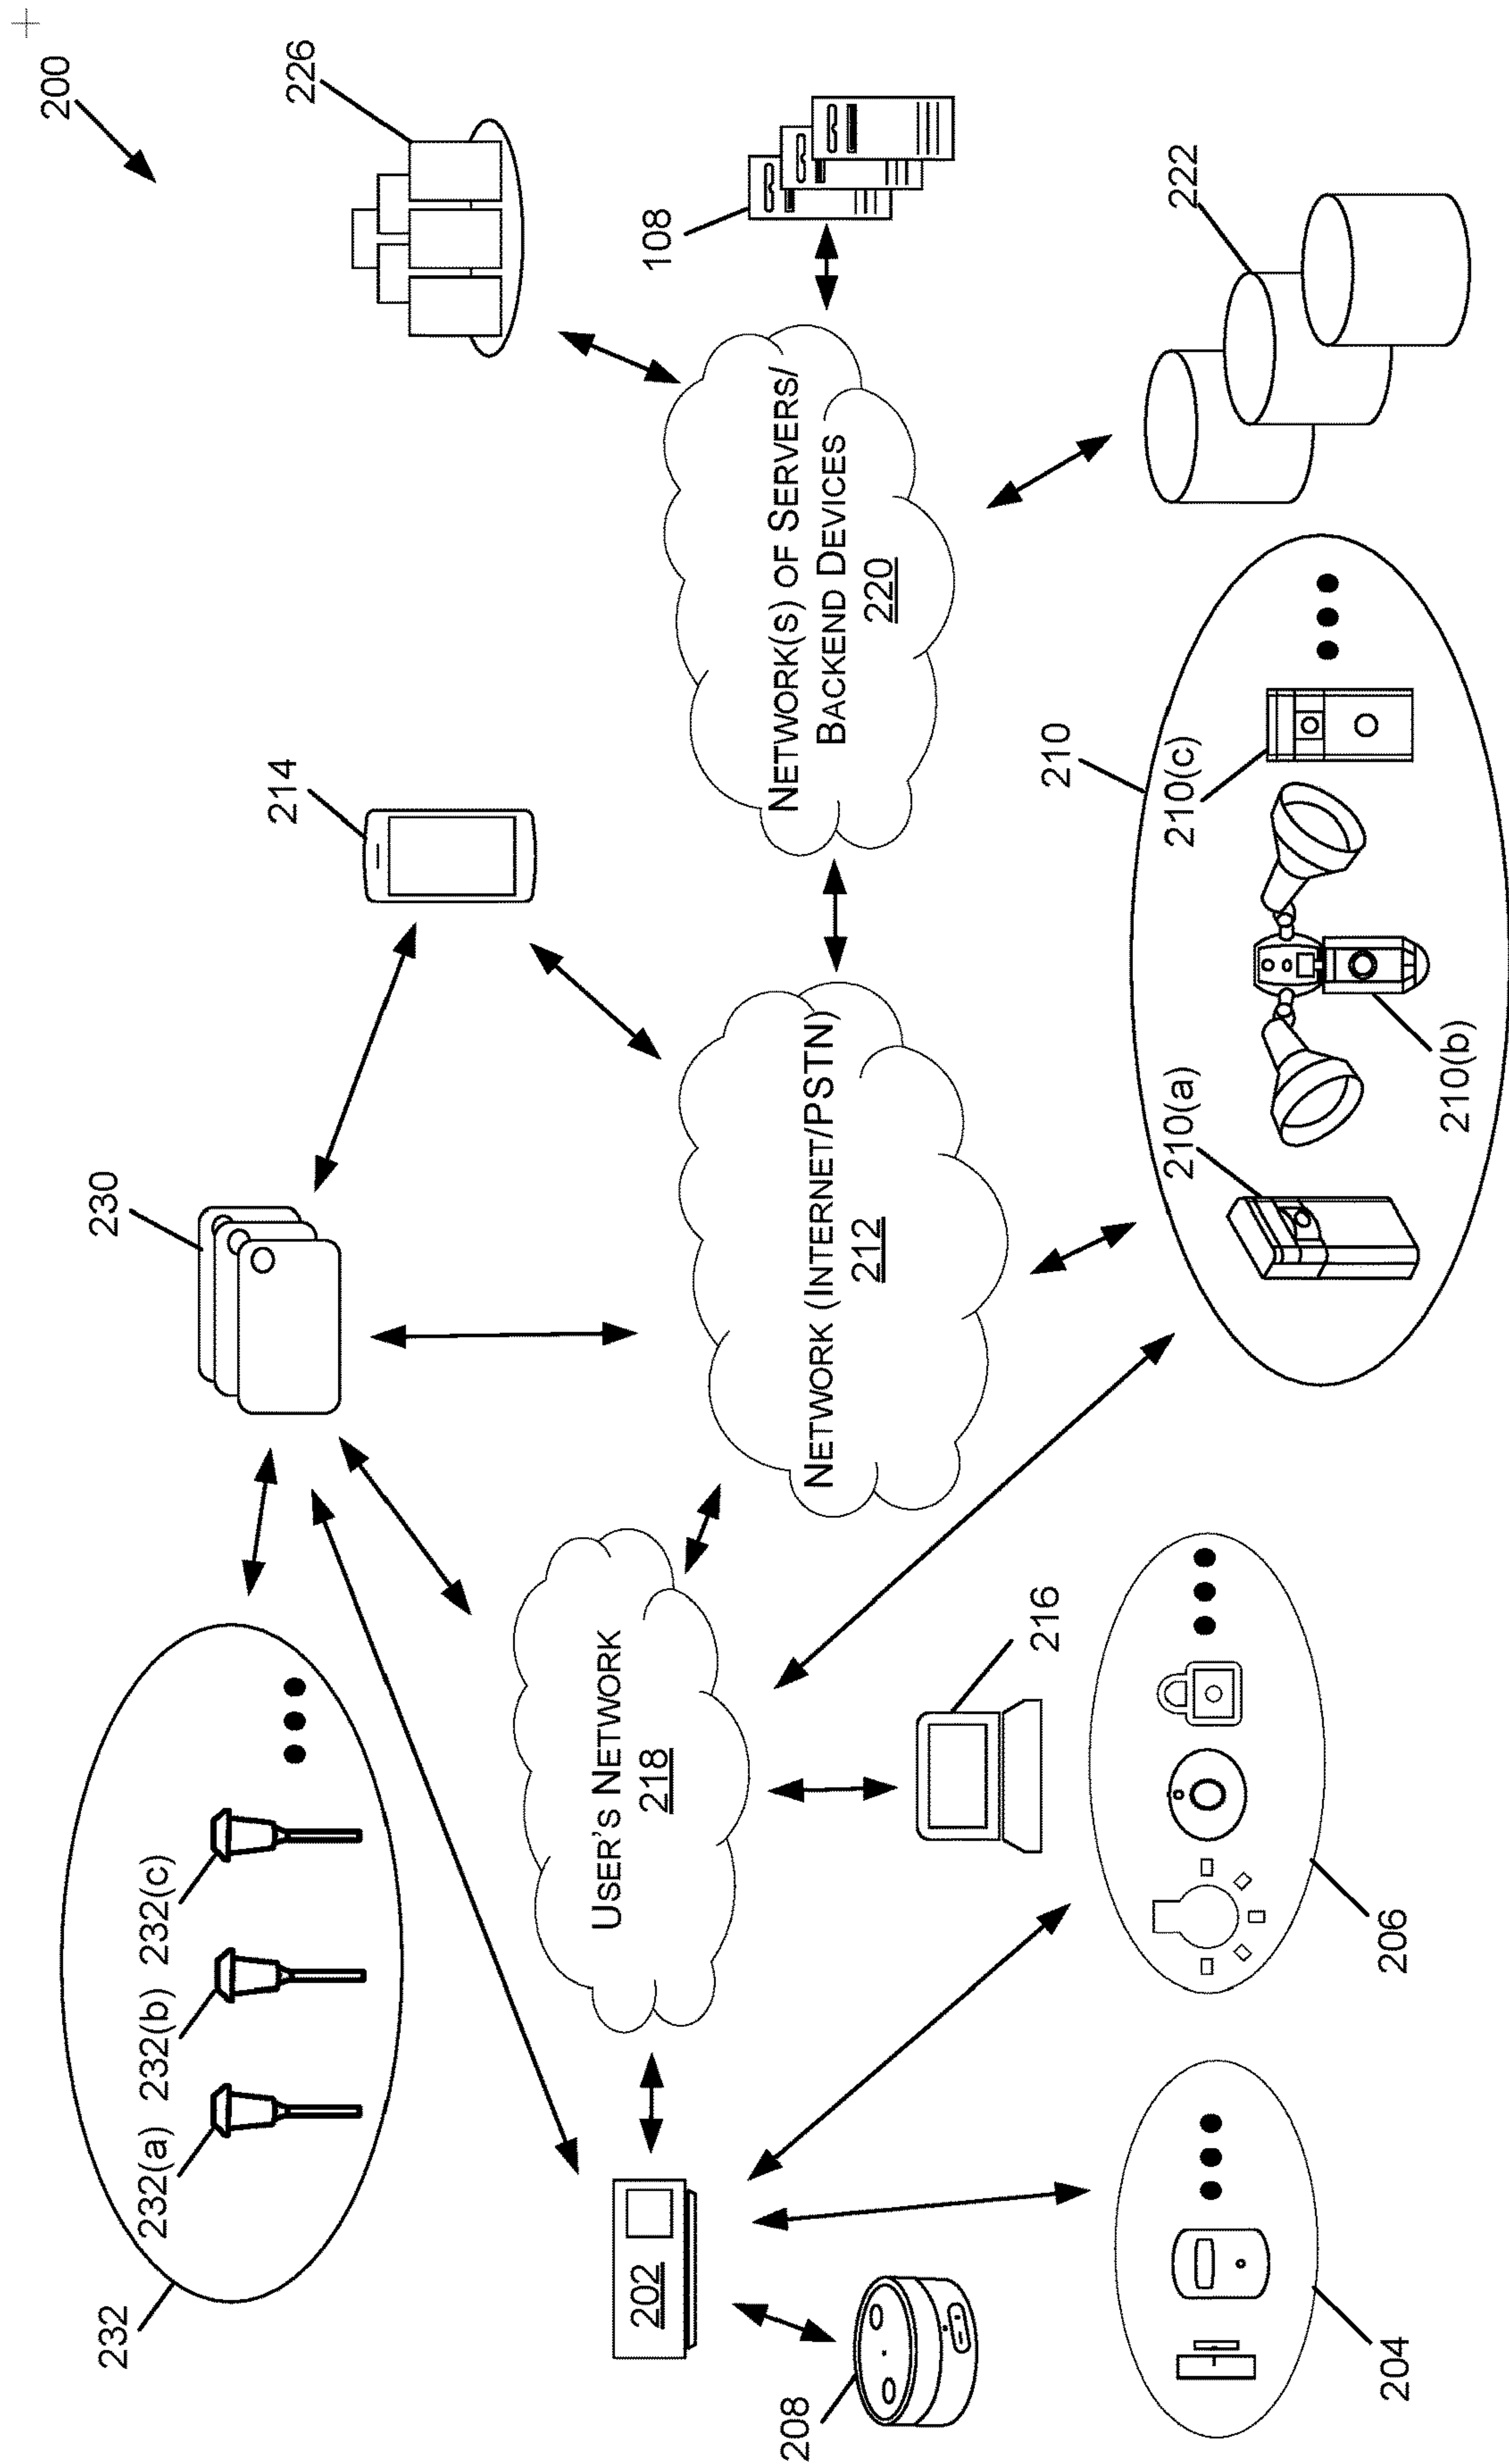 200
232
232(a)
232(b)
232(c)
230
214
226
108
202
208
USER'S NETWORK
218
NETWORK (INTERNET/PSTN)
212
NETWORK(S) OF SERVERS/
BACKEND DEVICES
220
216
204
206
210
210(a)
210(b)
210(c)
222